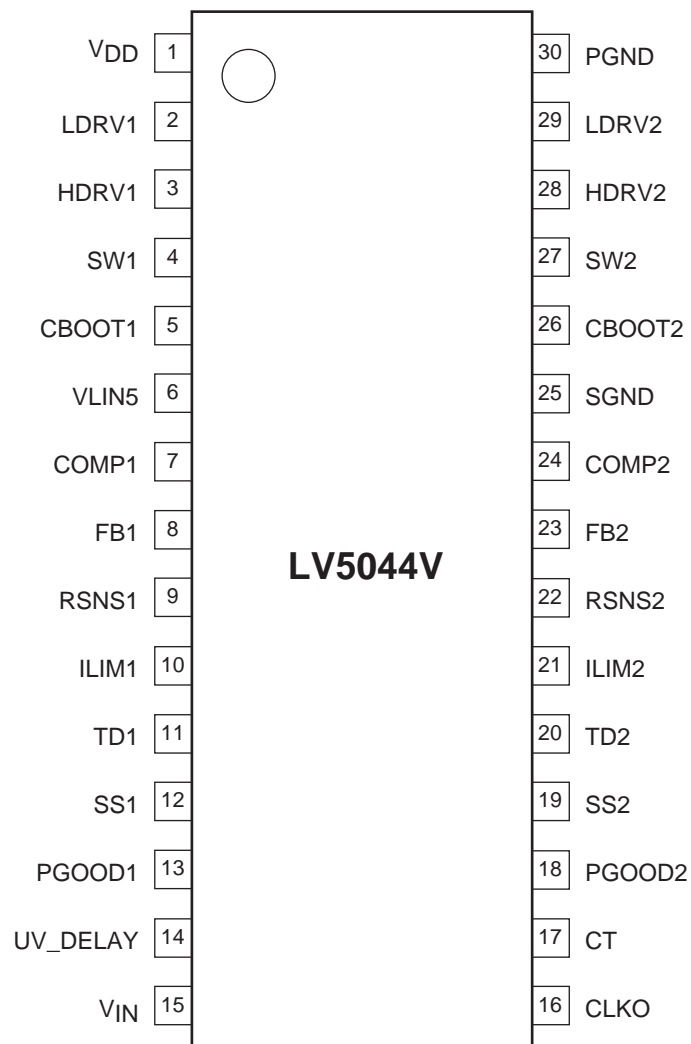 VDD 1 30 PGND
LDRV1 2 29 LDRV2
HDRV1 3 28 HDRV2
SW1 4 27 SW2
CBOOT1 5 26 CBOOT2
VLIN5 6 25 SGND
COMP1 7 24 COMP2
FB1 8 23 FB2
LV5044V
RSNS1 9 22 RSNS2
ILIM1 10 21 ILIM2
TD1 11 20 TD2
SS1 12 19 SS2
PGOOD1 13 18 PGOOD2
UV_DELAY 14 17 CT
VIN 15 16 CLKO